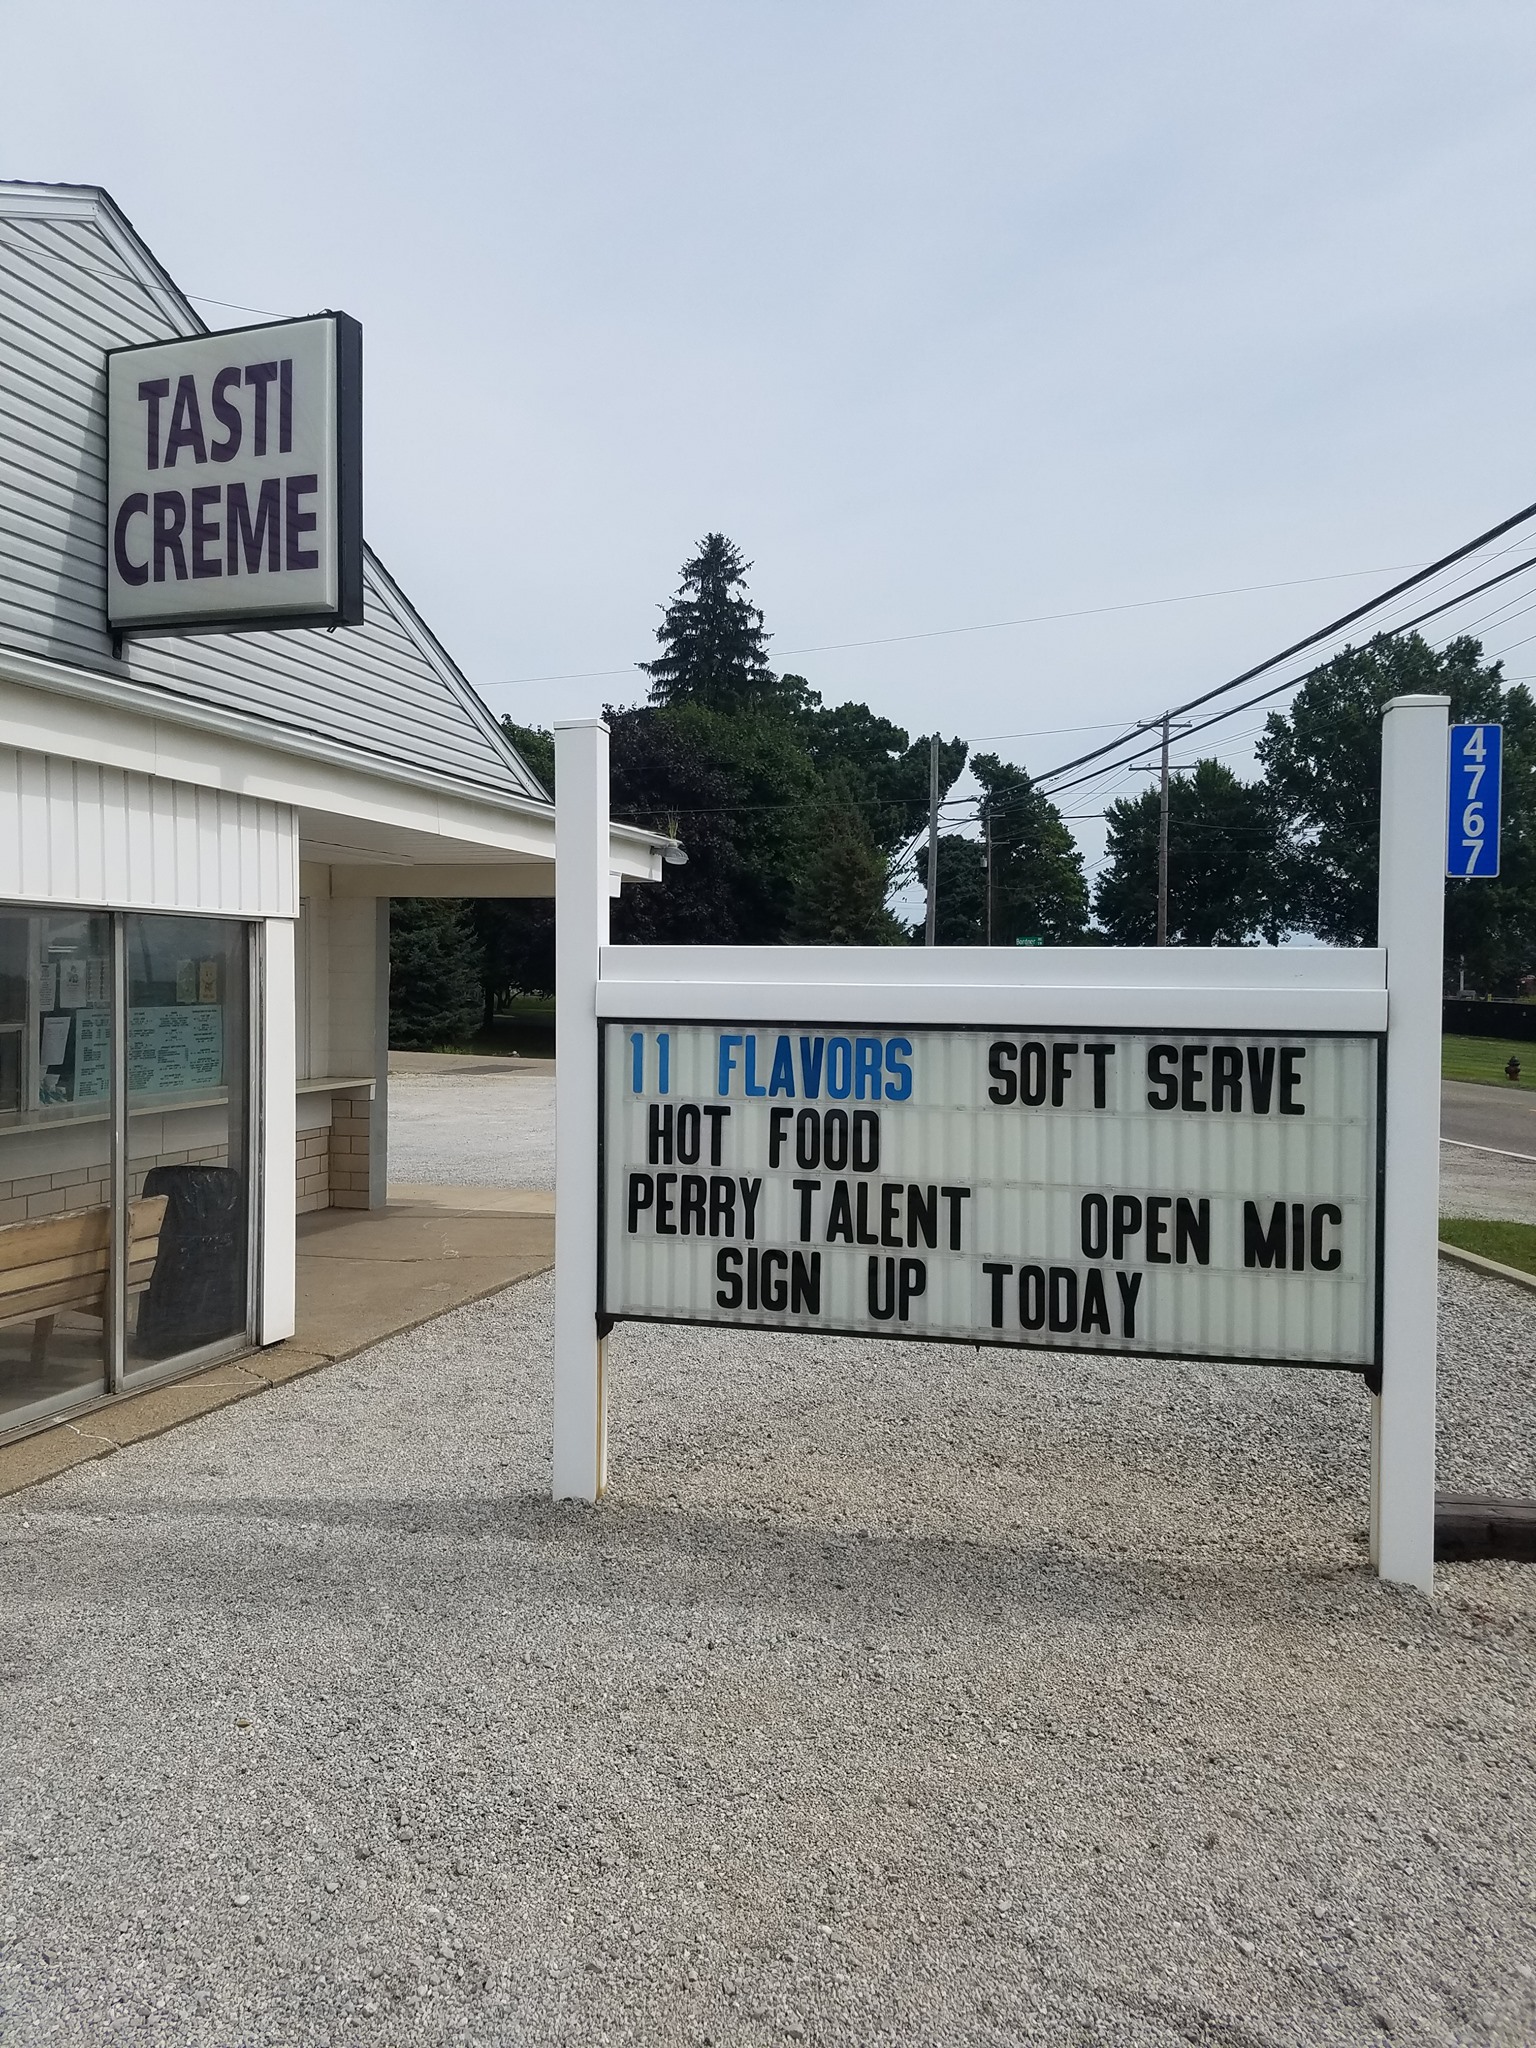 TASTI
CREME
4767
11 FLAVORS SOFT SERVE
HOT FOOD
PERRY TALENT OPEN MIC
SIGN UP TODAY